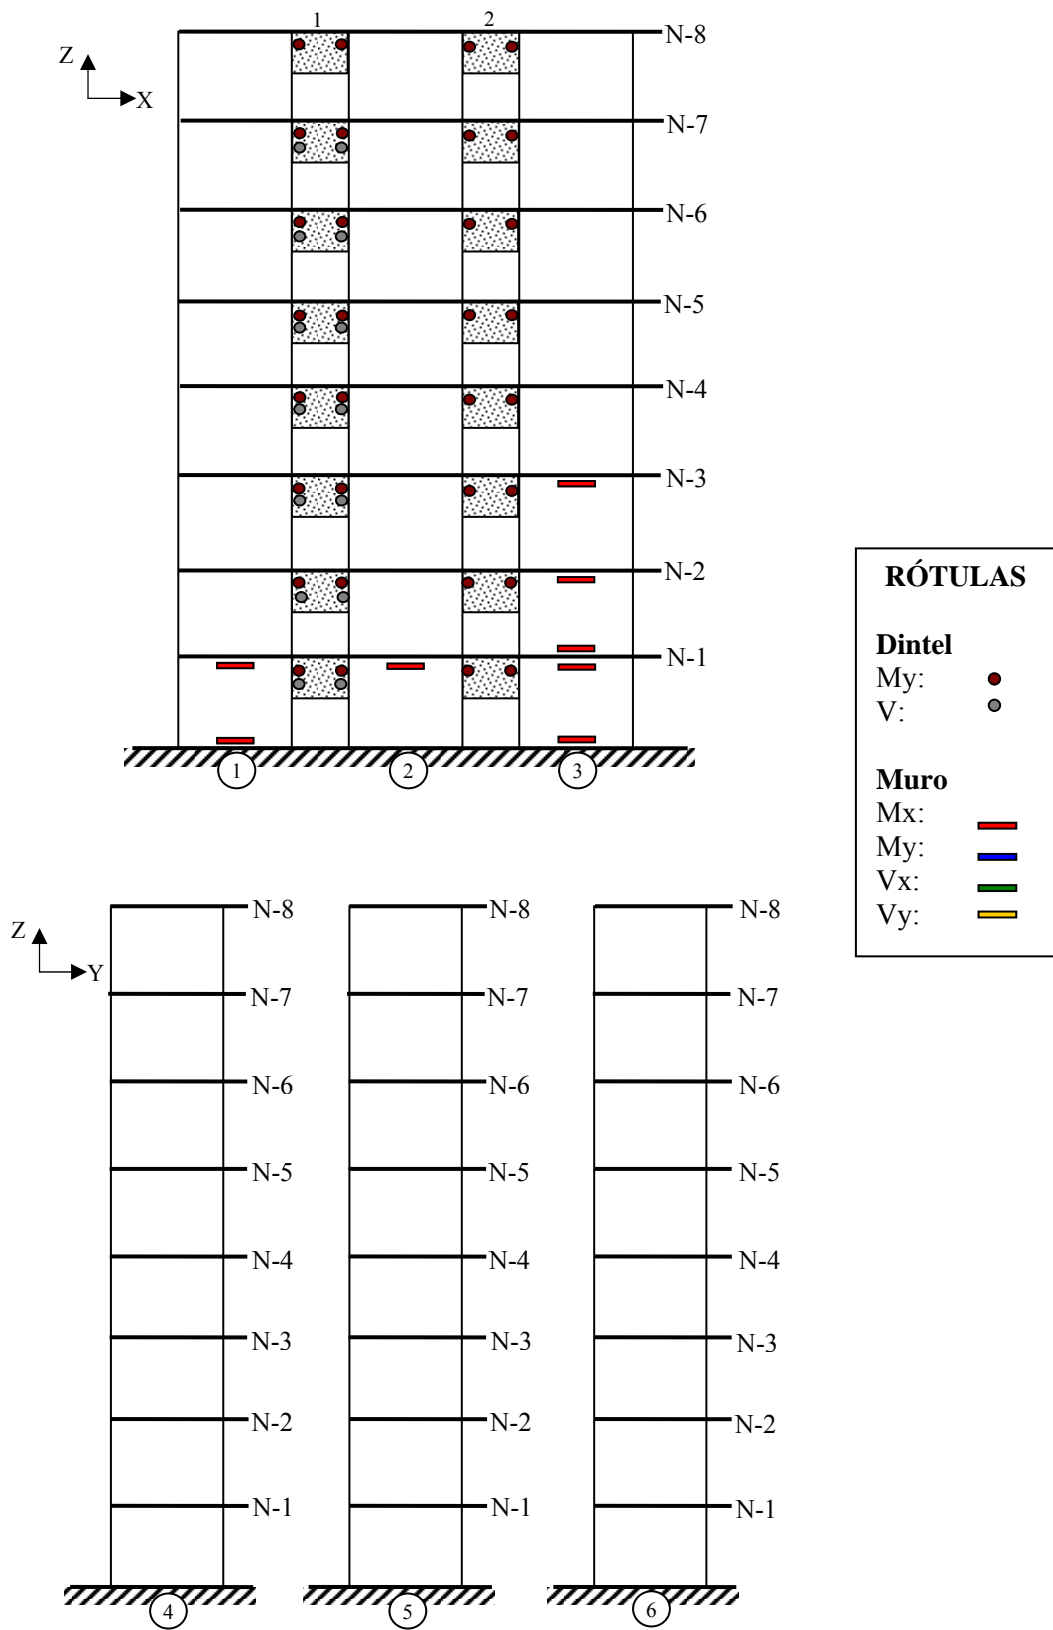 1
2
N-8
Z
X
N-7
N-6
N-5
N-4
N-3
N-2
N-1
1
2
3
RÓTULAS
Dintel
My:
V:
Muro
Mx:
My:
Vx:
Vy:
Z
Y
N-8
N-7
N-6
N-5
N-4
N-3
N-2
N-1
4
N-8
N-7
N-6
N-5
N-4
N-3
N-2
N-1
5
N-8
N-7
N-6
N-5
N-4
N-3
N-2
N-1
6